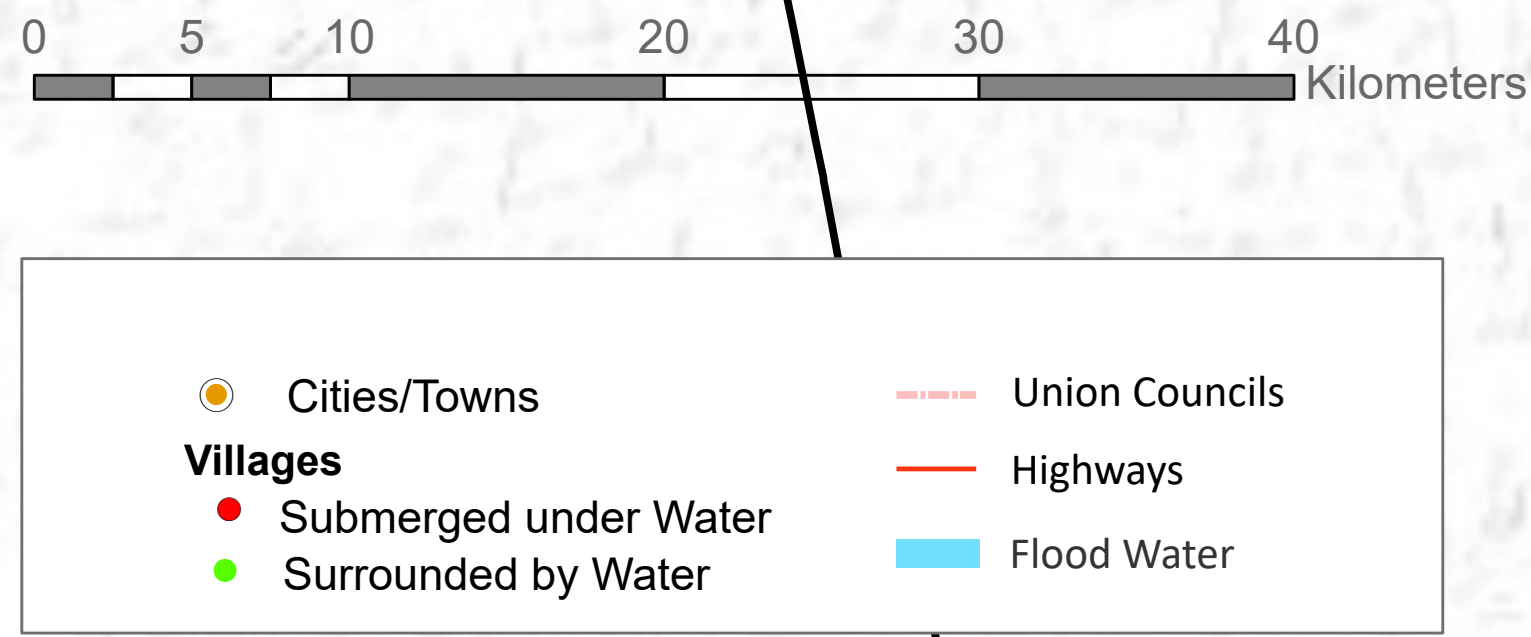 0 5 10 20 30 40
Kilometers
Cities/Towns
Villages
Submerged under Water
Surrounded by Water
Union Councils
Highways
Flood Water